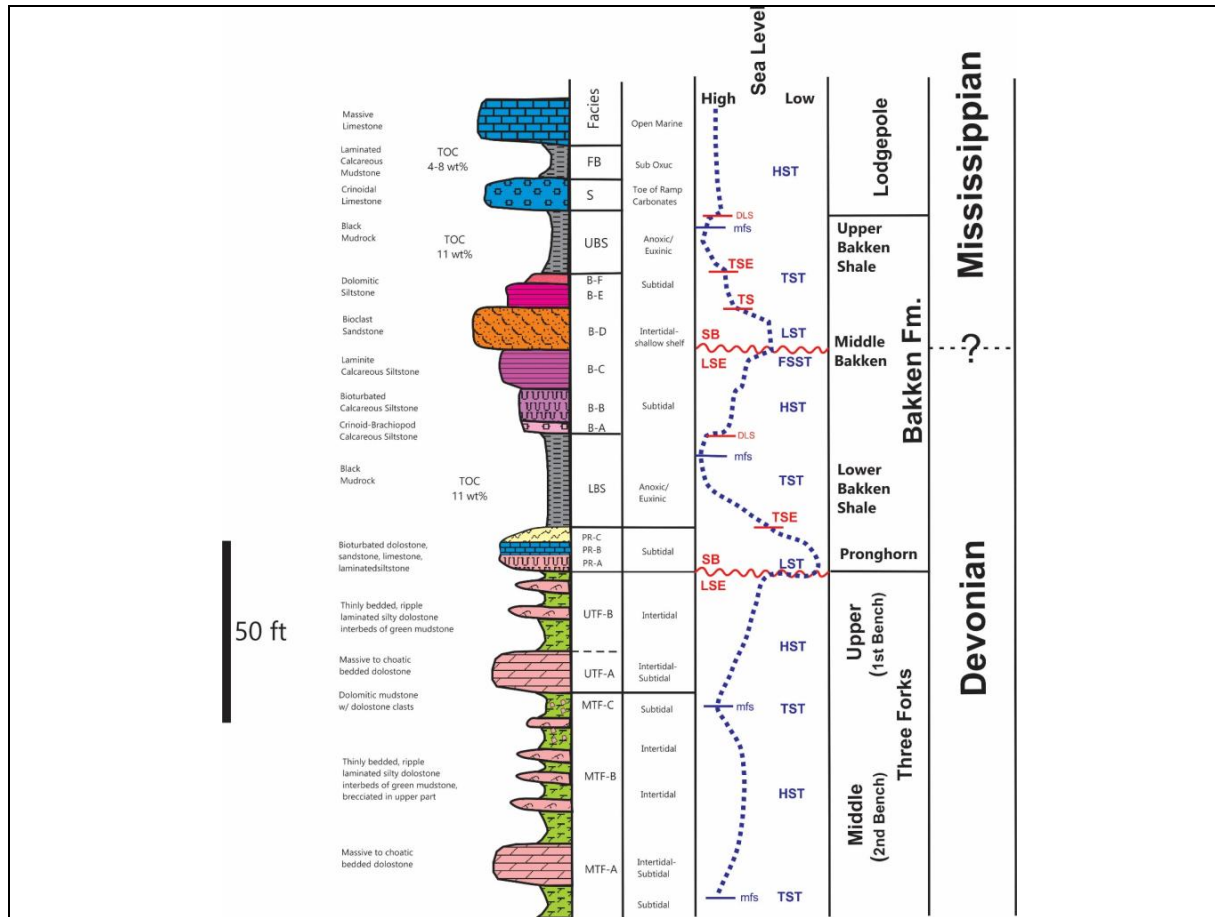 Sea Level
High
Low
Facies
Mississippian
Devonian
Lodgepole
Bakken Fm.
Three Forks
Massive
Limestone
Open Marine
Laminated
Calcareous
Mudstone
TOC
4-8 wt%
FB
Sub Oxuc
HST
Crinoidal
Limestone
S
Toe of Ramp
Carbonates
DLS
mfs
Black
Mudrock
TOC
11 wt%
UBS
Anoxic/
Euxinic
Upper
Bakken
Shale
TSE
Dolomitic
Siltstone
B-F
B-E
Subtidal
TST
TS
Bioclast
Sandstone
B-D
Intertidal-
shallow shelf
SB
LST
Middle
Bakken
?
LSE
FSST
Laminite
Calcareous Siltstone
B-C
Bioturbated
Calcareous Siltstone
B-B
Subtidal
HST
Crinoid-Brachiopod
Calcareous Siltstone
B-A
DLS
mfs
Black
Mudrock
TOC
11 wt%
LBS
Anoxic/
Euxinic
TST
Lower
Bakken
Shale
TSE
Bioturbated dolostone,
sandstone, limestone,
laminatedsiltstone
PR-C
PR-B
PR-A
Subtidal
SB
LST
Pronghorn
LSE
50 ft
Thinly bedded, ripple
laminated silty dolostone
interbeds of green mudstone
UTF-B
Intertidal
HST
Upper
(1st Bench)
Massive to choatic
bedded dolostone
UTF-A
Intertidal-
Subtidal
Dolomitic mudstone
w/ dolostone clasts
MTF-C
Subtidal
mfs
TST
Intertidal
Thinly bedded, ripple
laminated silty dolostone
interbeds of green mudstone,
brecciated in upper part
MTF-B
Intertidal
HST
Middle
(2nd Bench)
Massive to choatic
bedded dolostone
MTF-A
Intertidal-
Subtidal
Subtidal
mfs
TST